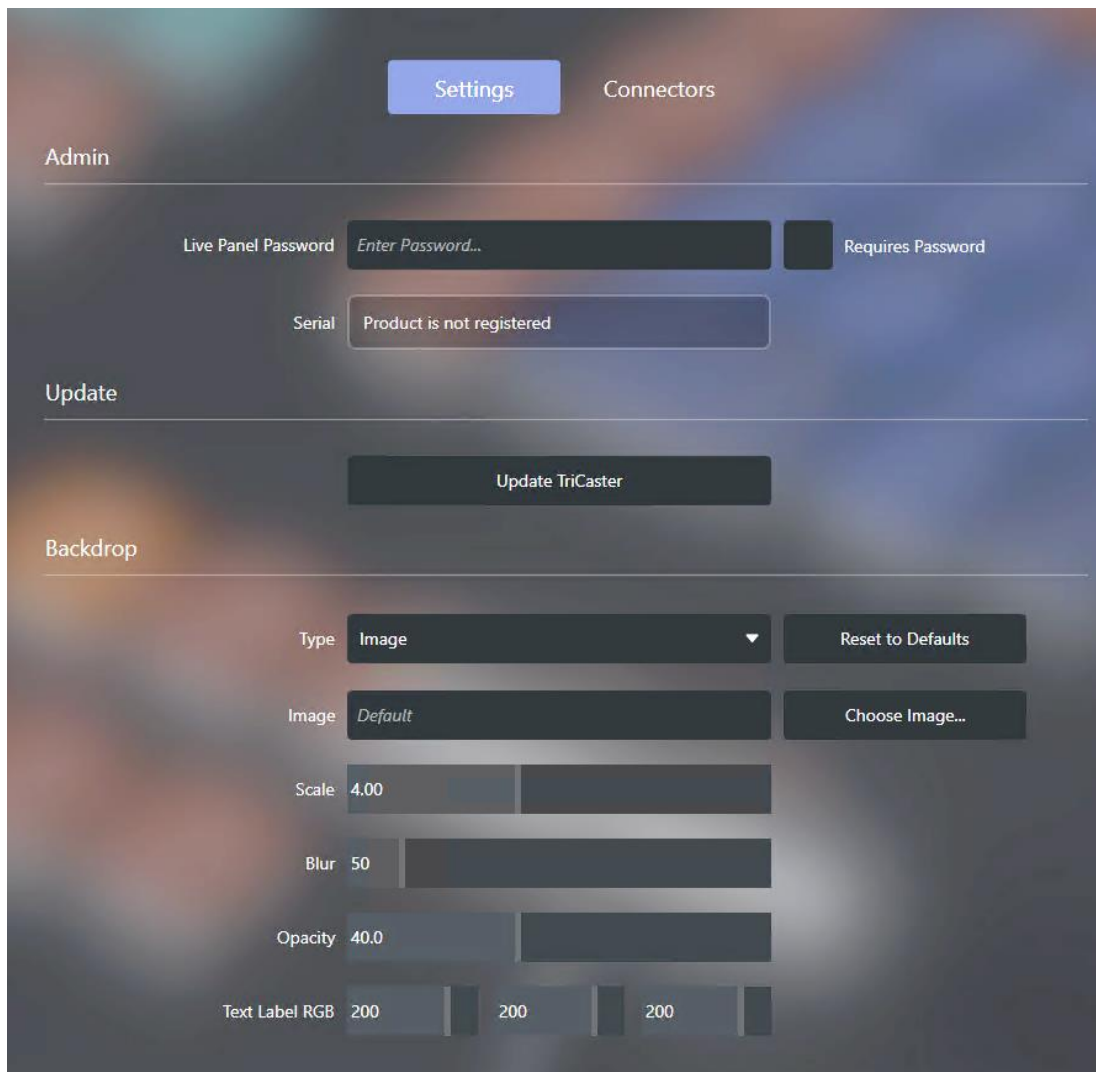 Settings Connectors
Admin
Live Panel Password Enter Password... Requires Password
Serial Product is not registered
Update
Update TriCaster
Backdrop
Type Image Reset to Defaults
Image Default Choose Image...
Scale 4.00
Blur 50
Opacity 40.0
Text Label RGB 200 200 200